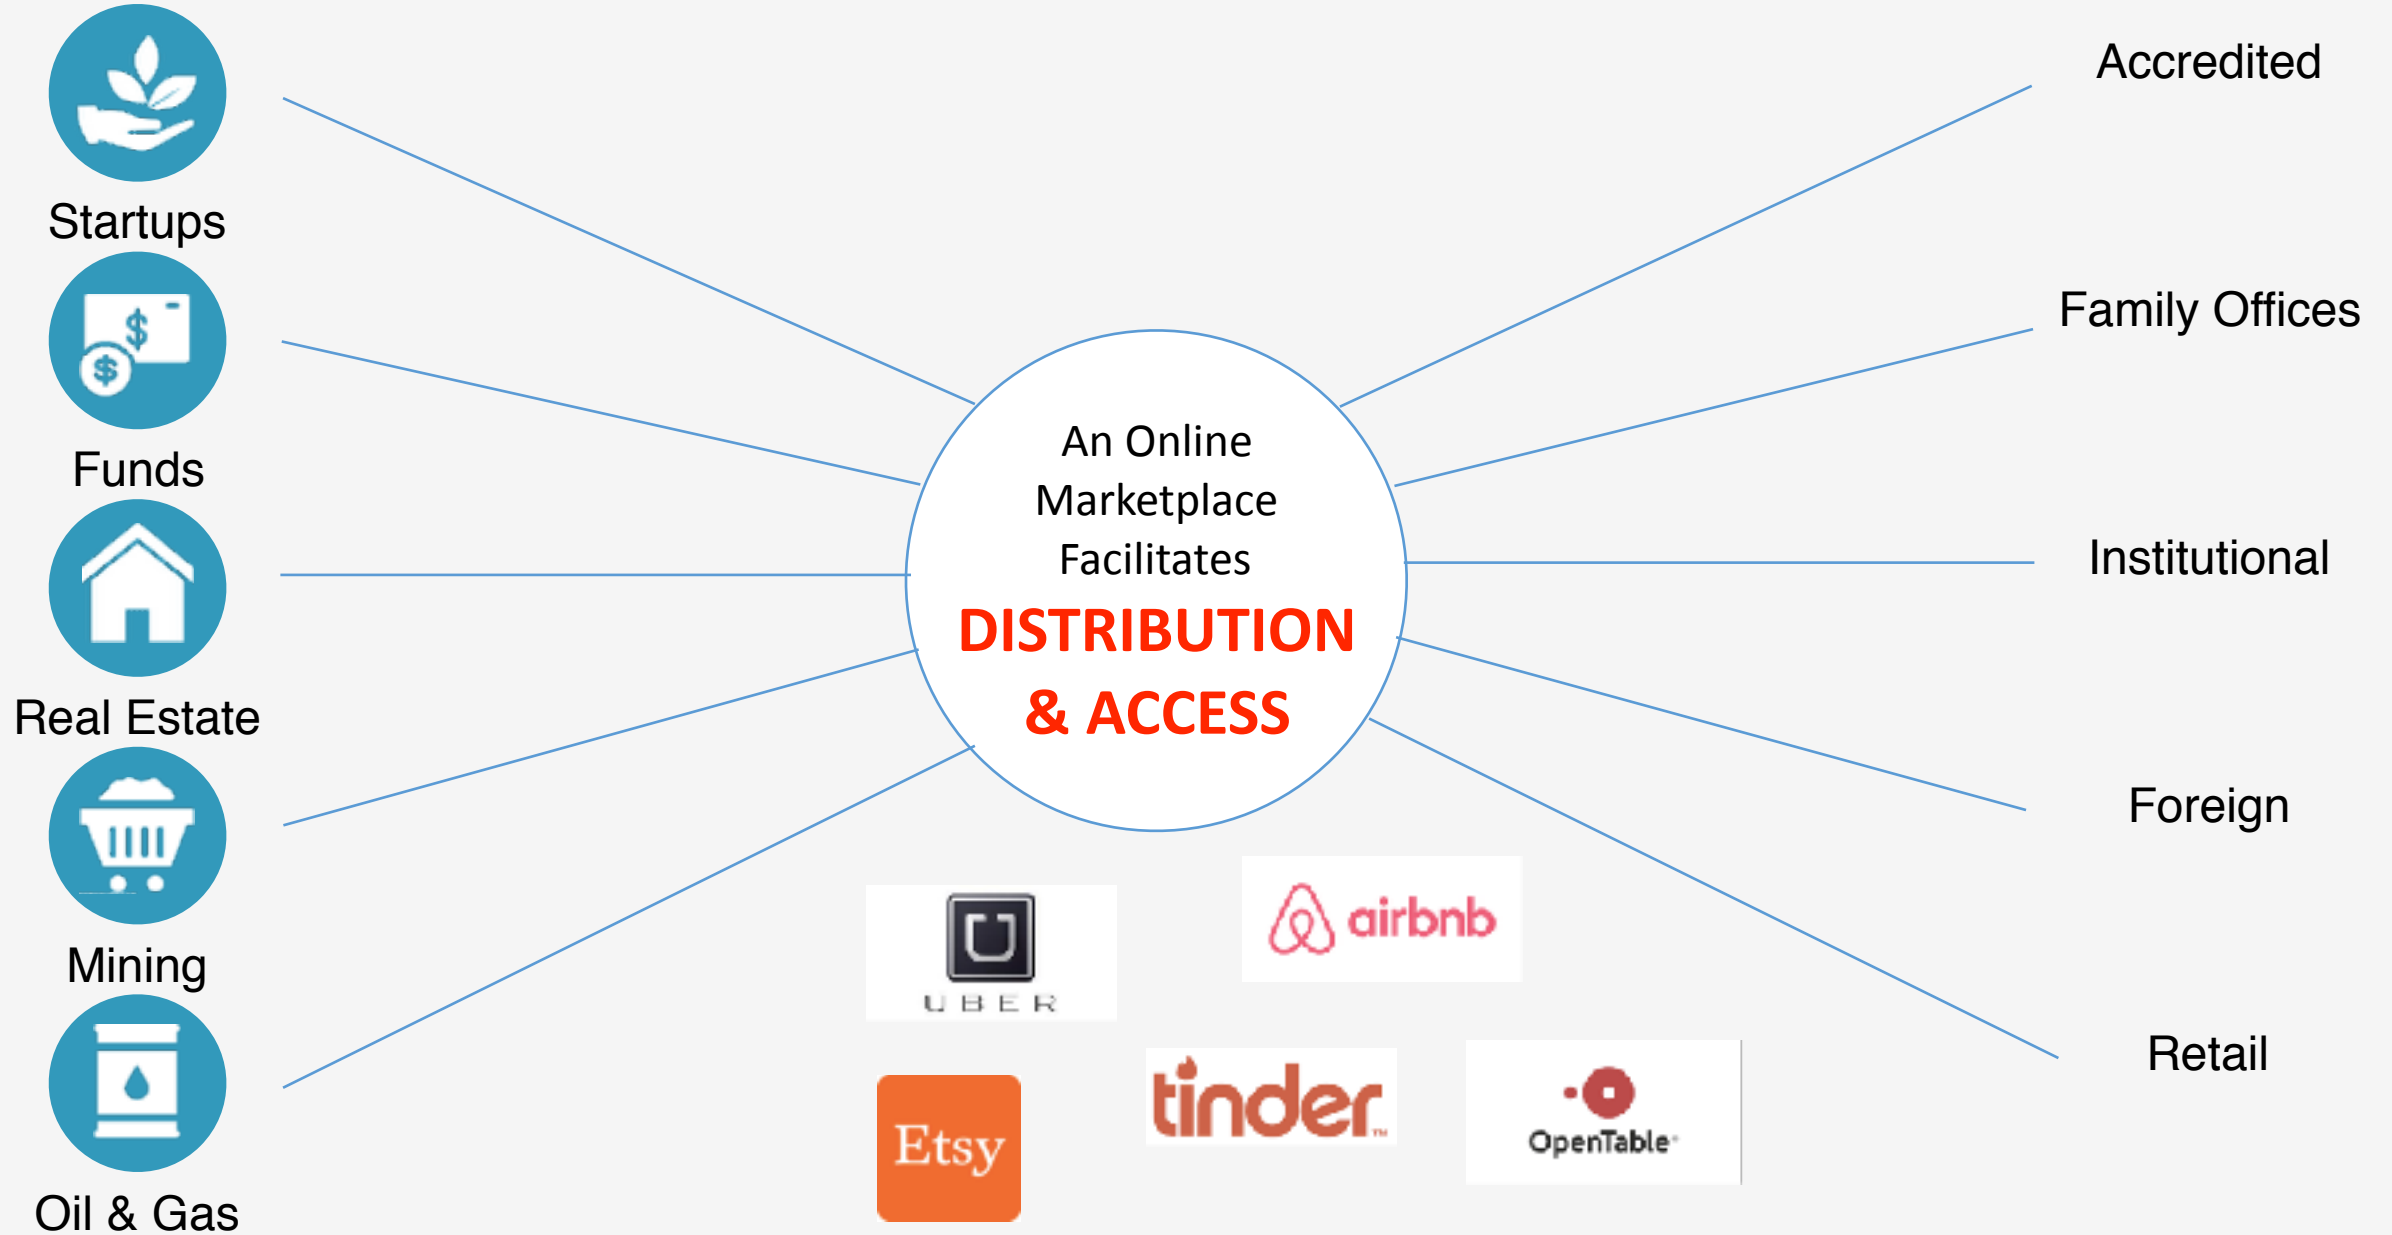 Startups
Funds
Real Estate
Mining
Oil & Gas
An Online
Marketplace
Facilitates
DISTRIBUTION
& ACCESS
UBER
airbnb
Etsy
tinder™
OpenTable
Accredited
Family Offices
Institutional
Foreign
Retail
$
$